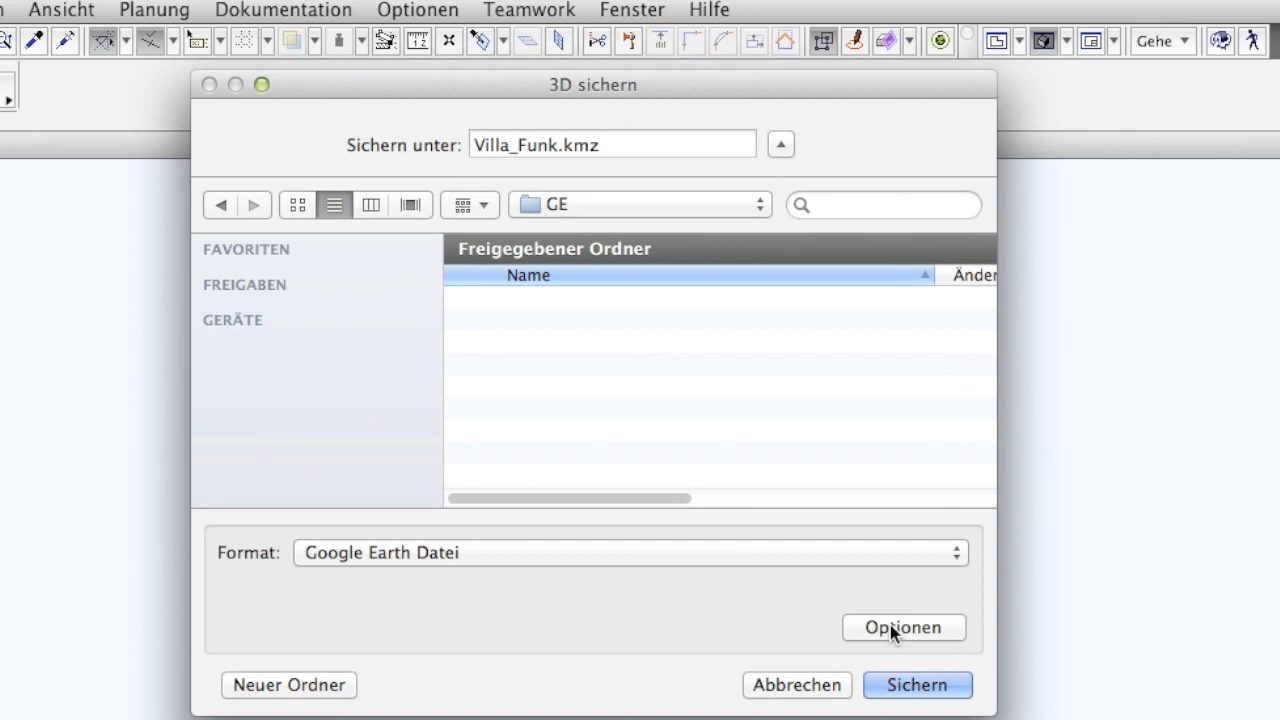 Ansicht Planung Dokumentation Optionen Teamwork Fenster Hilfe
Gehe
3D sichern
Sichern unter: Villa_Funk.kmz
GE
FAVORITEN
FREIGABEN
GERÄTE
Freigegebener Ordner
Name Änder
Format: Google Earth Datei
Optionen
Neuer Ordner Abbrechen Sichern